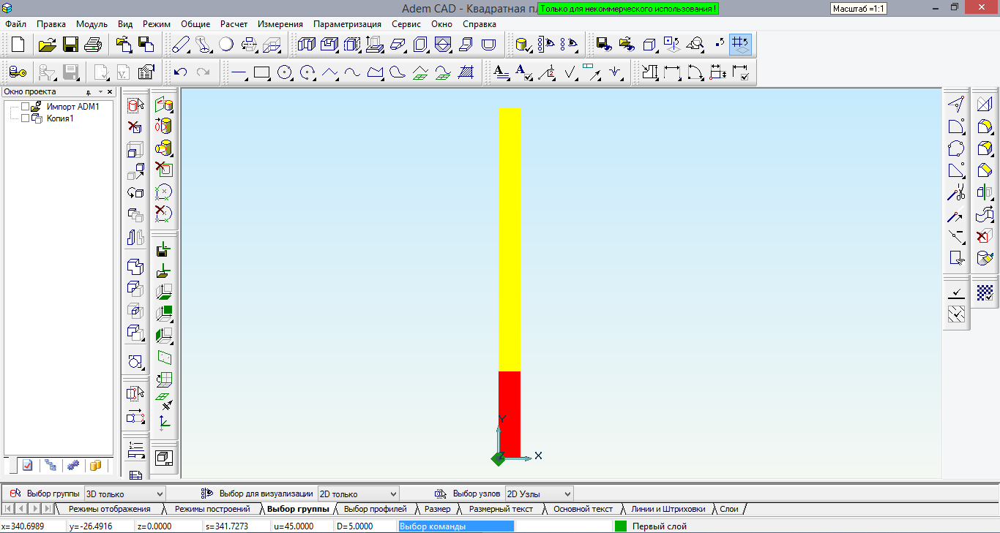 Adem CAD - Квадратная пл
Только для некоммерческого использования !
Масштаб =1:1
Файл Правка Модуль Вид Режим Общие Расчет Измерения Параметризация Сервис Окно Справка
Окно проекта
Импорт ADM1
Копия1
Y
Z
X
Выбор группы 3D только Выбор для визуализации 2D только Выбор узлов 2D Узлы
Режимы отображения Режимы построений Выбор группы Выбор профилей Размер Размерный текст Основной текст Линии и Штриховки Слои
x=340.6989 y=-26.4916 z=0.0000 s=341.7273 u=45.0000 D=5.0000 Выбор команды Первый слой